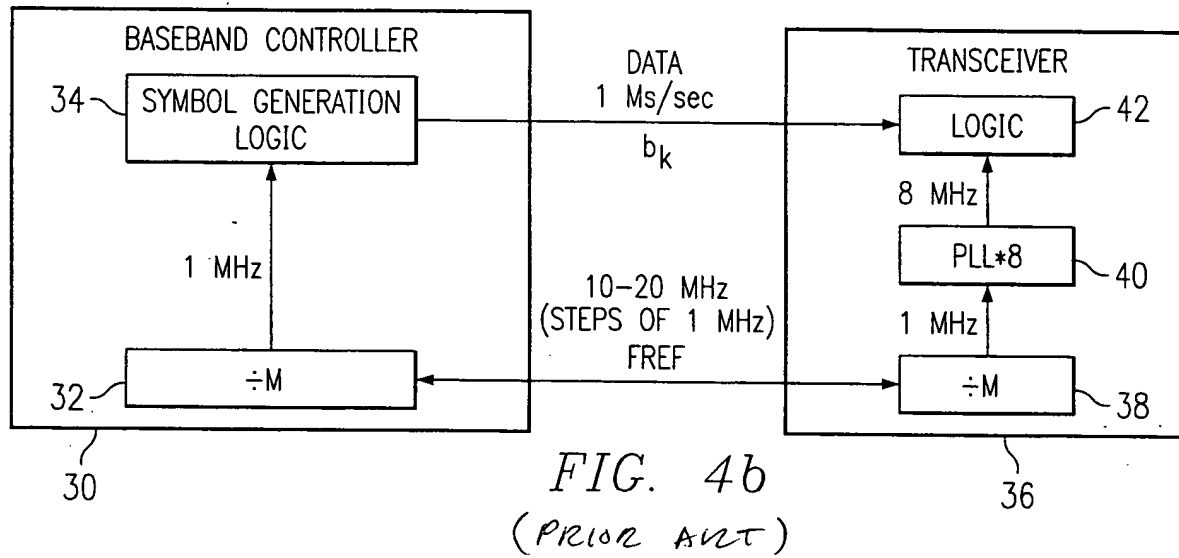 BASEBAND CONTROLLER
34
SYMBOL GENERATION
LOGIC
1 MHz
32
÷M
30
DATA
1 Ms/sec
bk
10–20 MHz
(STEPS OF 1 MHz)
FREF
TRANSCEIVER
LOGIC
42
8 MHz
PLL*8
40
1 MHz
÷M
38
36
FIG. 4b
(PRIOR ART)